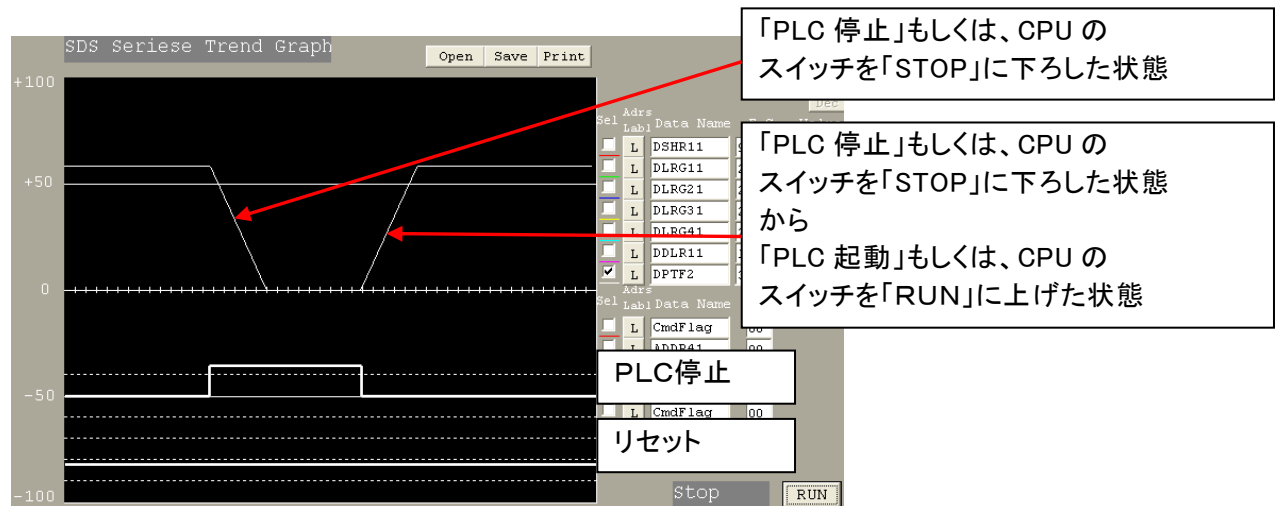 SDS Seriese Trend Graph
Open Save Print
「PLC 停止」もしくは、CPU の
スイッチを「STOP」に下ろした状態
「PLC 停止」もしくは、CPU の
スイッチを「STOP」に下ろした状態
から
「PLC 起動」もしくは、CPU の
スイッチを「RUN」に上げた状態
+100
+50
0
-50
-100
Dec
Sel Adrs Labl Data Name
L DSHR11
L DLRG11
L DLRG21
L DLRG31
L DLRG41
L DDLR11
L DPTF2
Sel Adrs Labl Data Name
L CmdFlag 00
L ADDR41 00
PLC停止
L CmdFlag 00
リセット
Stop
RUN